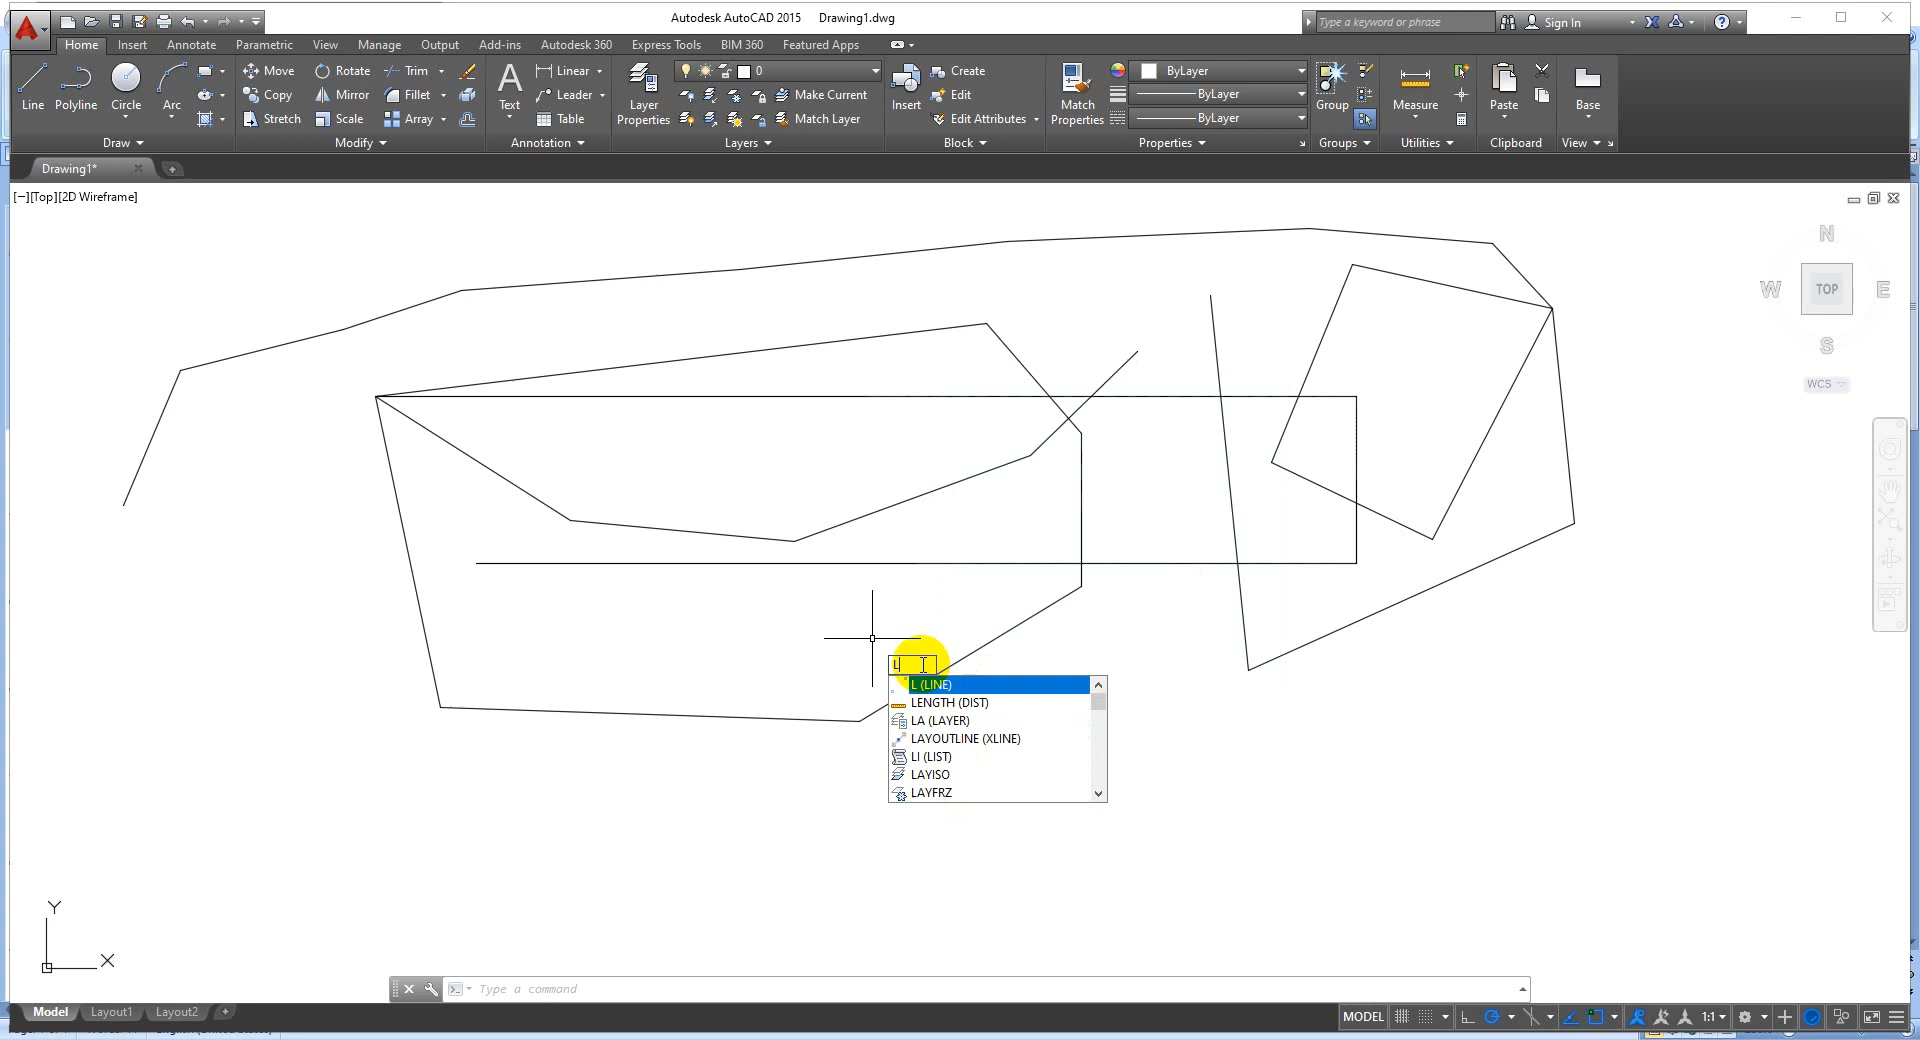 Autodesk AutoCAD 2015 Drawing1.dwg
Type a keyword or phrase
Sign In
Home Insert Annotate Parametric View Manage Output Add-ins Autodesk 360 Express Tools BIM 360 Featured Apps
Line Polyline Circle Arc
Move Rotate Trim
Copy Mirror Fillet
Stretch Scale Array
Text
Linear
Leader
Table
Layer Properties
0
Make Current
Match Layer
Insert
Create
Edit
Edit Attributes
Match Properties
ByLayer
ByLayer
ByLayer
Group
Measure
Paste
Base
Draw Modify Annotation Layers Block Properties Groups Utilities Clipboard View
Drawing1*
[−][Top][2D Wireframe]
N
W TOP E
S
WCS
L
L (LINE)
LENGTH (DIST)
LA (LAYER)
LAYOUTLINE (XLINE)
LI (LIST)
LAYISO
LAYFRZ
Y
X
Type a command
Model Layout1 Layout2
MODEL 1:1